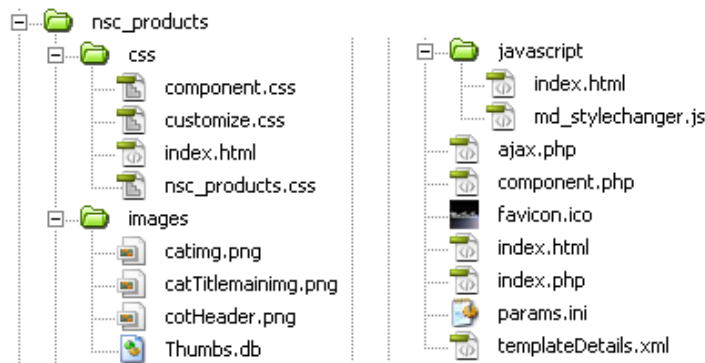 nsc_products
css
component.css
customize.css
index.html
nsc_products.css
images
catimg.png
catTitlemainimg.png
cotHeader.png
Thumbs.db
javascript
index.html
md_stylechanger.js
ajax.php
component.php
favicon.ico
index.html
index.php
params.ini
templateDetails.xml